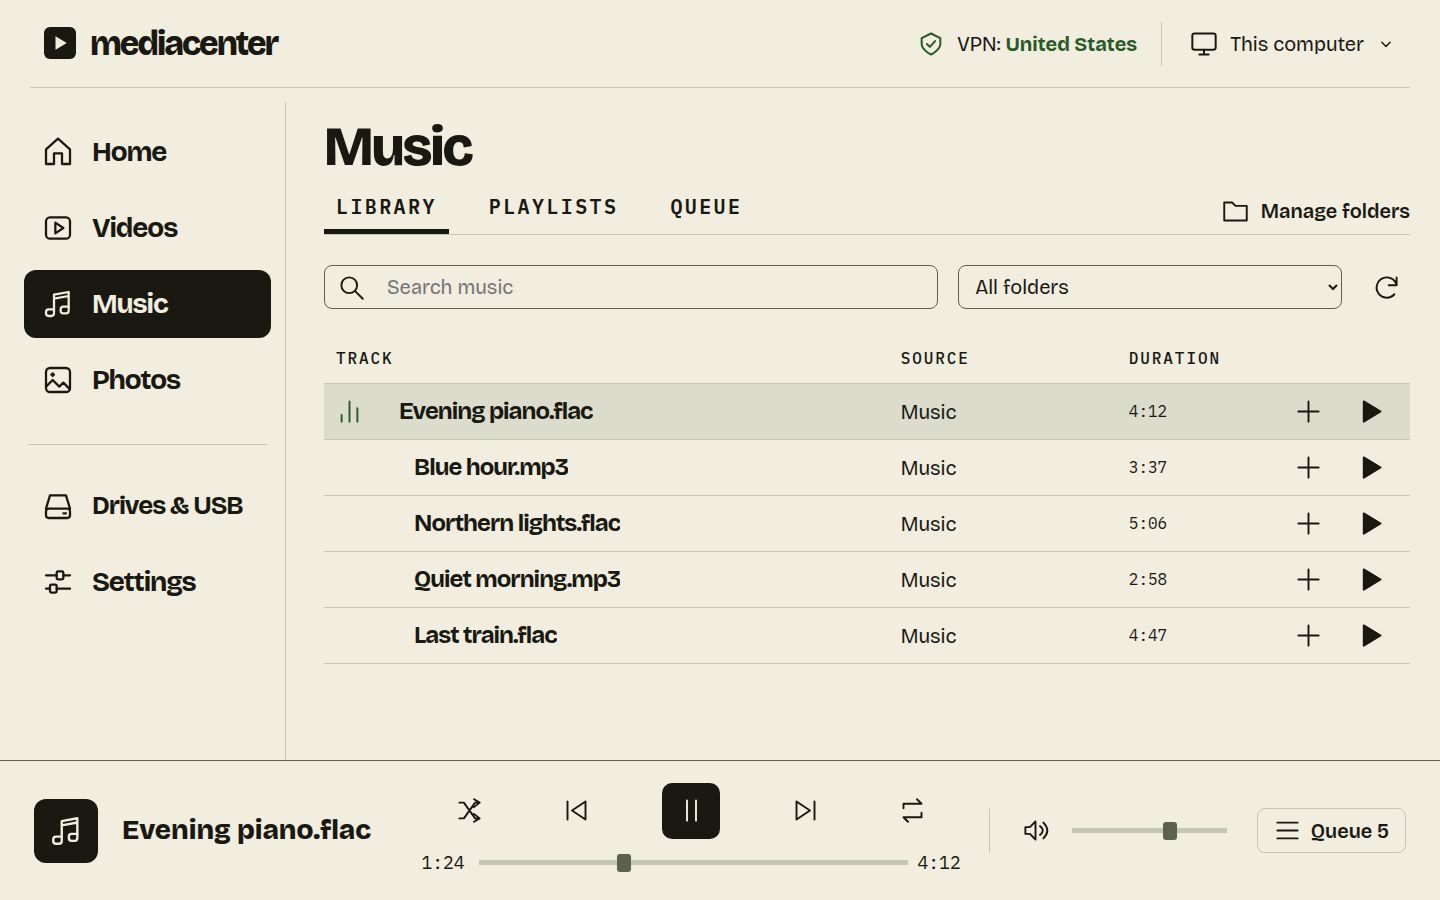 mediacenter
VPN: United States
This computer
Home
Videos
Music
Photos
Drives & USB
Settings
Music
LIBRARY PLAYLISTS QUEUE
Manage folders
Search music
All folders
TRACK SOURCE DURATION
Evening piano.flac Music 4:12
Blue hour.mp3 Music 3:37
Northern lights.flac Music 5:06
Quiet morning.mp3 Music 2:58
Last train.flac Music 4:47
Evening piano.flac
1:24 4:12
Queue 5